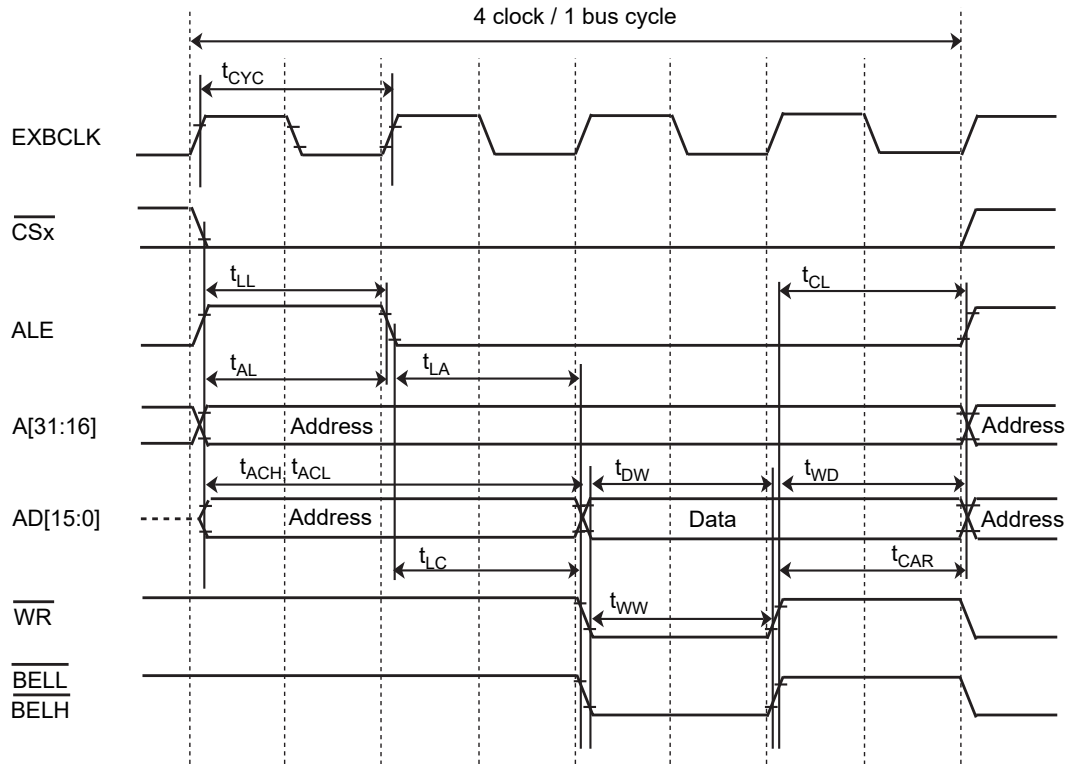 4 clock / 1 bus cycle
tCYC
EXBCLK
CSx
tLL
tCL
ALE
tAL
tLA
A[31:16]
Address
Address
tACH tACL
tDW
tWD
AD[15:0]
Address
Data
Address
tLC
tCAR
WR
tWW
BELL
BELH